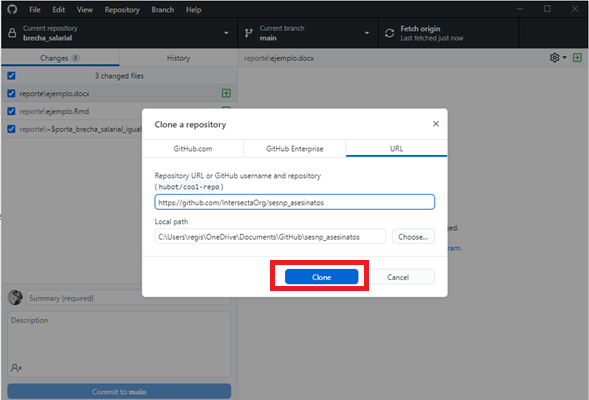 File Edit View Repository Branch Help
Current repository
brecha_salarial
Current branch
main
Fetch origin
Last fetched just now
Changes 3
History
reporte\ejemplo.docx
3 changed files
reporte\ejemplo.docx
reporte\ejemplo.Rmd
reporte\~$porte_brecha_salarial_igual
Clone a repository
GitHub.com
GitHub Enterprise
URL
Repository URL or GitHub username and repository
(hubot/cool-repo)
https://github.com/IntersectaOrg/sesnp_asesinatos
Local path
C:\Users\regis\OneDrive\Documents\GitHub\sesnp_asesinatos
Choose...
Clone
Cancel
ged.
gram.
Summary (required)
Description
Commit to main